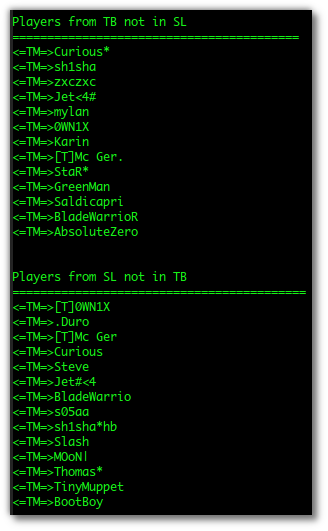 Players from TB not in SL
=========================================
<=TM=>Curious*
<=TM=>sh1sha
<=TM=>zxczxc
<=TM=>Jet<4#
<=TM=>mylan
<=TM=>0WN1X
<=TM=>Karin
<=TM=>[T]Mc Ger.
<=TM=>StaR*
<=TM=>GreenMan
<=TM=>Saldicapri
<=TM=>BladeWarrioR
<=TM=>AbsoluteZero
Players from SL not in TB
==========================================
<=TM=>[T]0WN1X
<=TM=>.Duro
<=TM=>[T]Mc Ger
<=TM=>Curious
<=TM=>Steve
<=TM=>Jet#<4
<=TM=>BladeWarrio
<=TM=>s05aa
<=TM=>sh1sha*hb
<=TM=>Slash
<=TM=>MOoN|
<=TM=>Thomas*
<=TM=>TinyMuppet
<=TM=>BootBoy